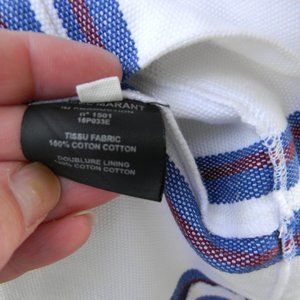 MARANT
n° 1501
16P033E
TISSU FABRIC
100% COTON COTTON
DOUBLURE LINING
100% COTON COTTON